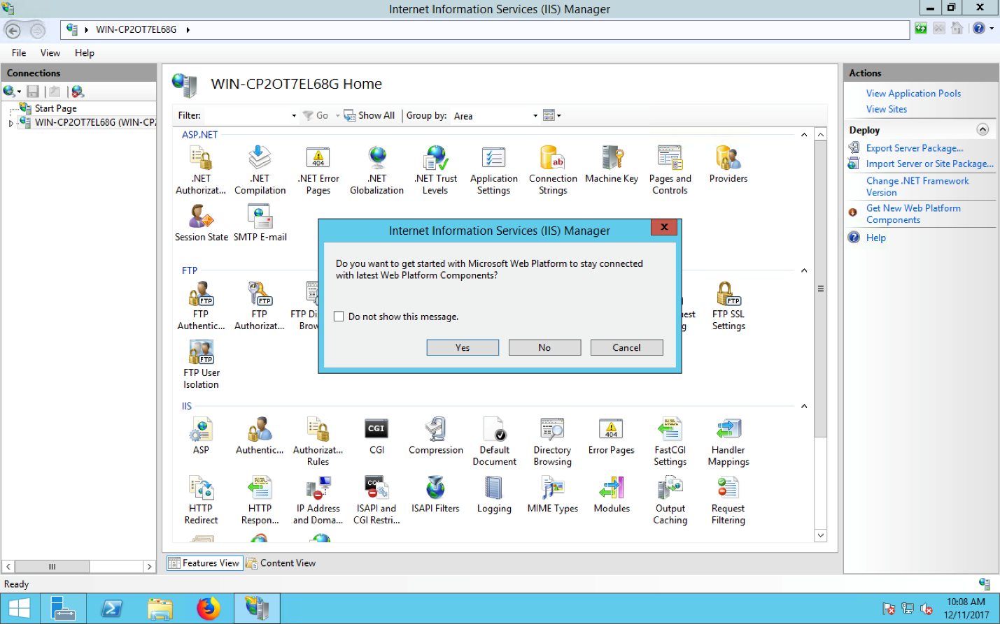 Internet Information Services (IIS) Manager
WIN-CP2OT7EL68G
File View Help
Connections
Start Page
WIN-CP2OT7EL68G (WIN-CP2
WIN-CP2OT7EL68G Home
Filter: Go Show All Group by: Area
ASP.NET
.NET Authorizat...
.NET Compilation
.NET Error Pages
.NET Globalization
.NET Trust Levels
Application Settings
Connection Strings
Machine Key
Pages and Controls
Providers
Session State
SMTP E-mail
Internet Information Services (IIS) Manager
Do you want to get started with Microsoft Web Platform to stay connected
with latest Web Platform Components?
Do not show this message.
Yes No Cancel
FTP
FTP Authentic...
FTP Authorizat...
FTP Di
Brow
est
g
FTP SSL Settings
FTP User Isolation
IIS
ASP
Authentic...
Authorizat... Rules
CGI
Compression
Default Document
Directory Browsing
Error Pages
FastCGI Settings
Handler Mappings
HTTP Redirect
HTTP Respon...
IP Address and Doma...
ISAPI and CGI Restri...
ISAPI Filters
Logging
MIME Types
Modules
Output Caching
Request Filtering
Features View Content View
Actions
View Application Pools
View Sites
Deploy
Export Server Package...
Import Server or Site Package...
Change .NET Framework
Version
Get New Web Platform
Components
Help
Ready
10:08 AM
12/11/2017